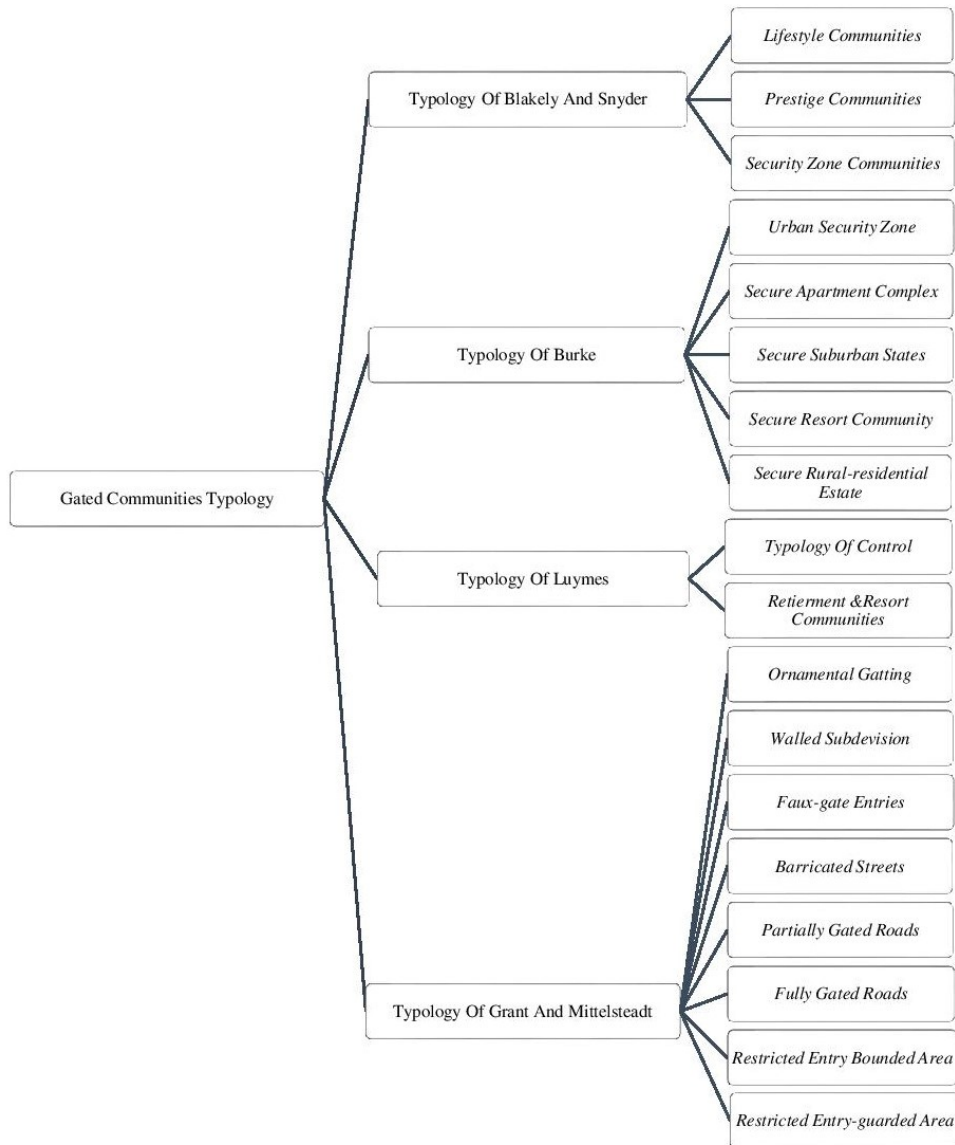 Lifestyle Communities
Typology Of Blakely And Snyder
Prestige Communities
Security Zone Communities
Urban Security Zone
Secure Apartment Complex
Typology Of Burke
Secure Suburban States
Secure Resort Community
Secure Rural-residential
Estate
Gated Communities Typology
Typology Of Control
Typology Of Luymes
Retierment &Resort
Communities
Ornamental Gatting
Walled Subdevision
Faux-gate Entries
Barricated Streets
Partially Gated Roads
Fully Gated Roads
Typology Of Grant And Mittelsteadt
Restricted Entry Bounded Area
Restricted Entry-guarded Area